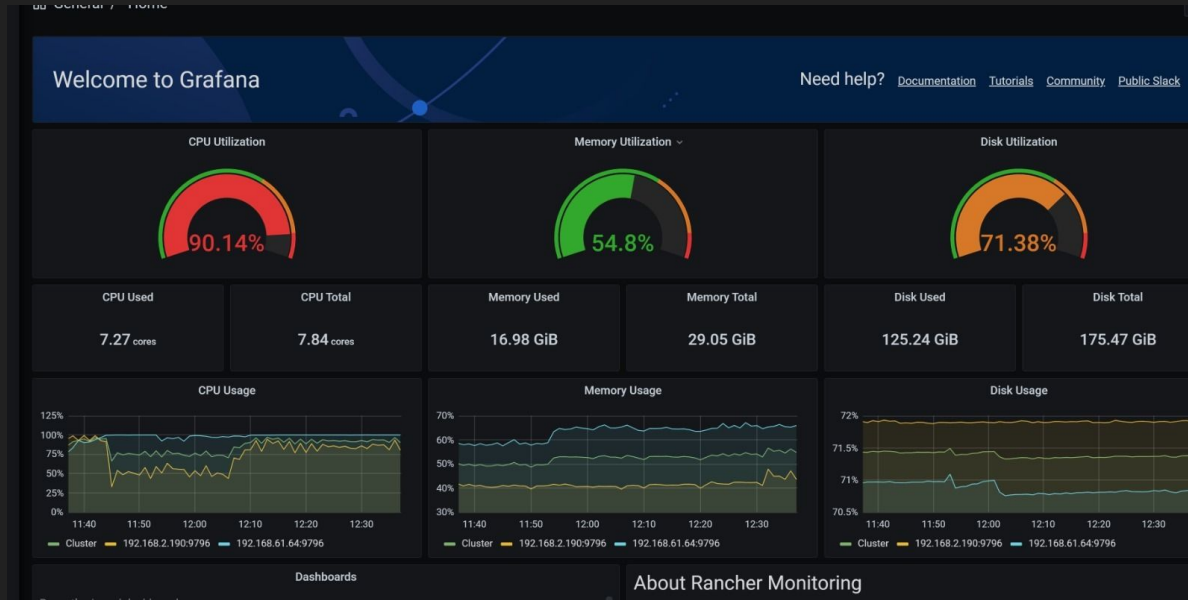 General / Home
Welcome to Grafana
Need help? Documentation Tutorials Community Public Slack
CPU Utilization
90.14%
Memory Utilization
54.8%
Disk Utilization
71.38%
CPU Used
7.27 cores
CPU Total
7.84 cores
Memory Used
16.98 GiB
Memory Total
29.05 GiB
Disk Used
125.24 GiB
Disk Total
175.47 GiB
CPU Usage
125%
100%
75%
50%
25%
0%
11:40 11:50 12:00 12:10 12:20 12:30
Cluster 192.168.2.190:9796 192.168.61.64:9796
Memory Usage
70%
60%
50%
40%
30%
11:40 11:50 12:00 12:10 12:20 12:30
Cluster 192.168.2.190:9796 192.168.61.64:9796
Disk Usage
72%
71.5%
71%
70.5%
11:40 11:50 12:00 12:10 12:20 12:30
Cluster 192.168.2.190:9796 192.168.61.64:9796
Dashboards
About Rancher Monitoring